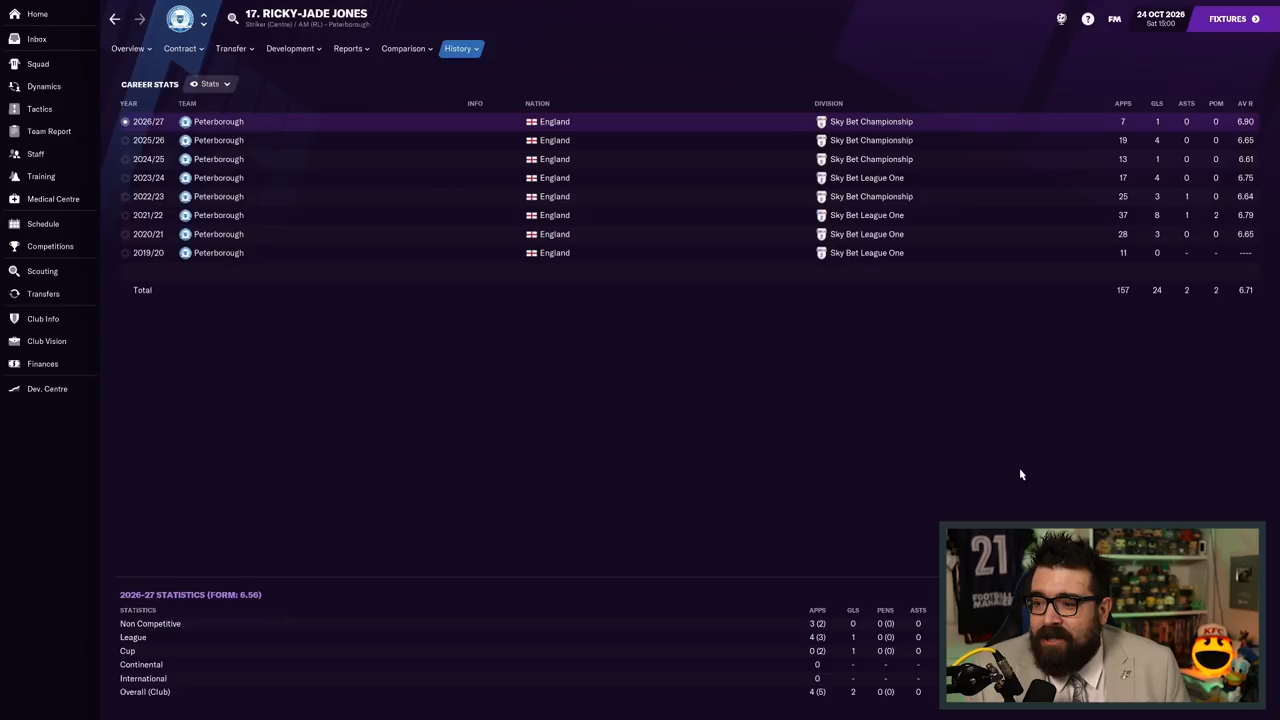 17. RICKY-JADE JONES
Striker (Centre) / AM (RL) - Peterborough
FM
24 OCT 2026
Sat 15:00
FIXTURES
Home
Inbox
Squad
Dynamics
Tactics
Team Report
Staff
Training
Medical Centre
Schedule
Competitions
Scouting
Transfers
Club Info
Club Vision
Finances
Dev. Centre
Overview Contract Transfer Development Reports Comparison History
CAREER STATS Stats
YEAR TEAM INFO NATION DIVISION APPS GLS ASTS POM AV R
2026/27 Peterborough England Sky Bet Championship 7 1 0 0 6.90
2025/26 Peterborough England Sky Bet Championship 19 4 0 0 6.65
2024/25 Peterborough England Sky Bet Championship 13 1 0 0 6.61
2023/24 Peterborough England Sky Bet League One 17 4 0 0 6.75
2022/23 Peterborough England Sky Bet Championship 25 3 1 0 6.64
2021/22 Peterborough England Sky Bet League One 37 8 1 2 6.79
2020/21 Peterborough England Sky Bet League One 28 3 0 0 6.65
2019/20 Peterborough England Sky Bet League One 11 0 - - ----
Total 157 24 2 2 6.71
2026-27 STATISTICS (FORM: 6.56)
STATISTICS APPS GLS PENS ASTS
Non Competitive 3 (2) 0 0 (0) 0
League 4 (3) 1 0 (0) 0
Cup 0 (2) 1 0 (0) 0
Continental 0 - - -
International 0 - - -
Overall (Club) 4 (5) 2 0 (0) 0
21
FOOTBALL
MANAGER
KFC